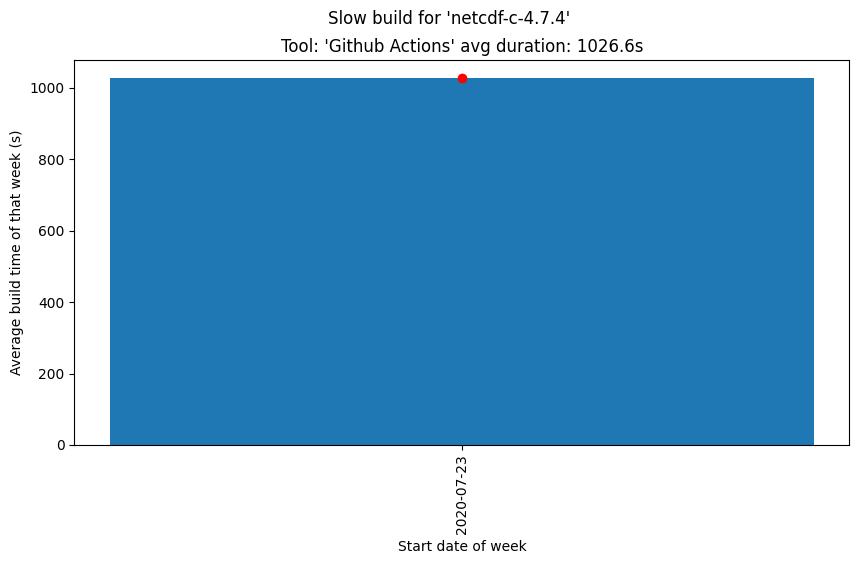 Slow build for 'netcdf-c-4.7.4'
Tool: 'Github Actions' avg duration: 1026.6s
Average build time of that week (s)
1000
800
600
400
200
0
2020-07-23
Start date of week